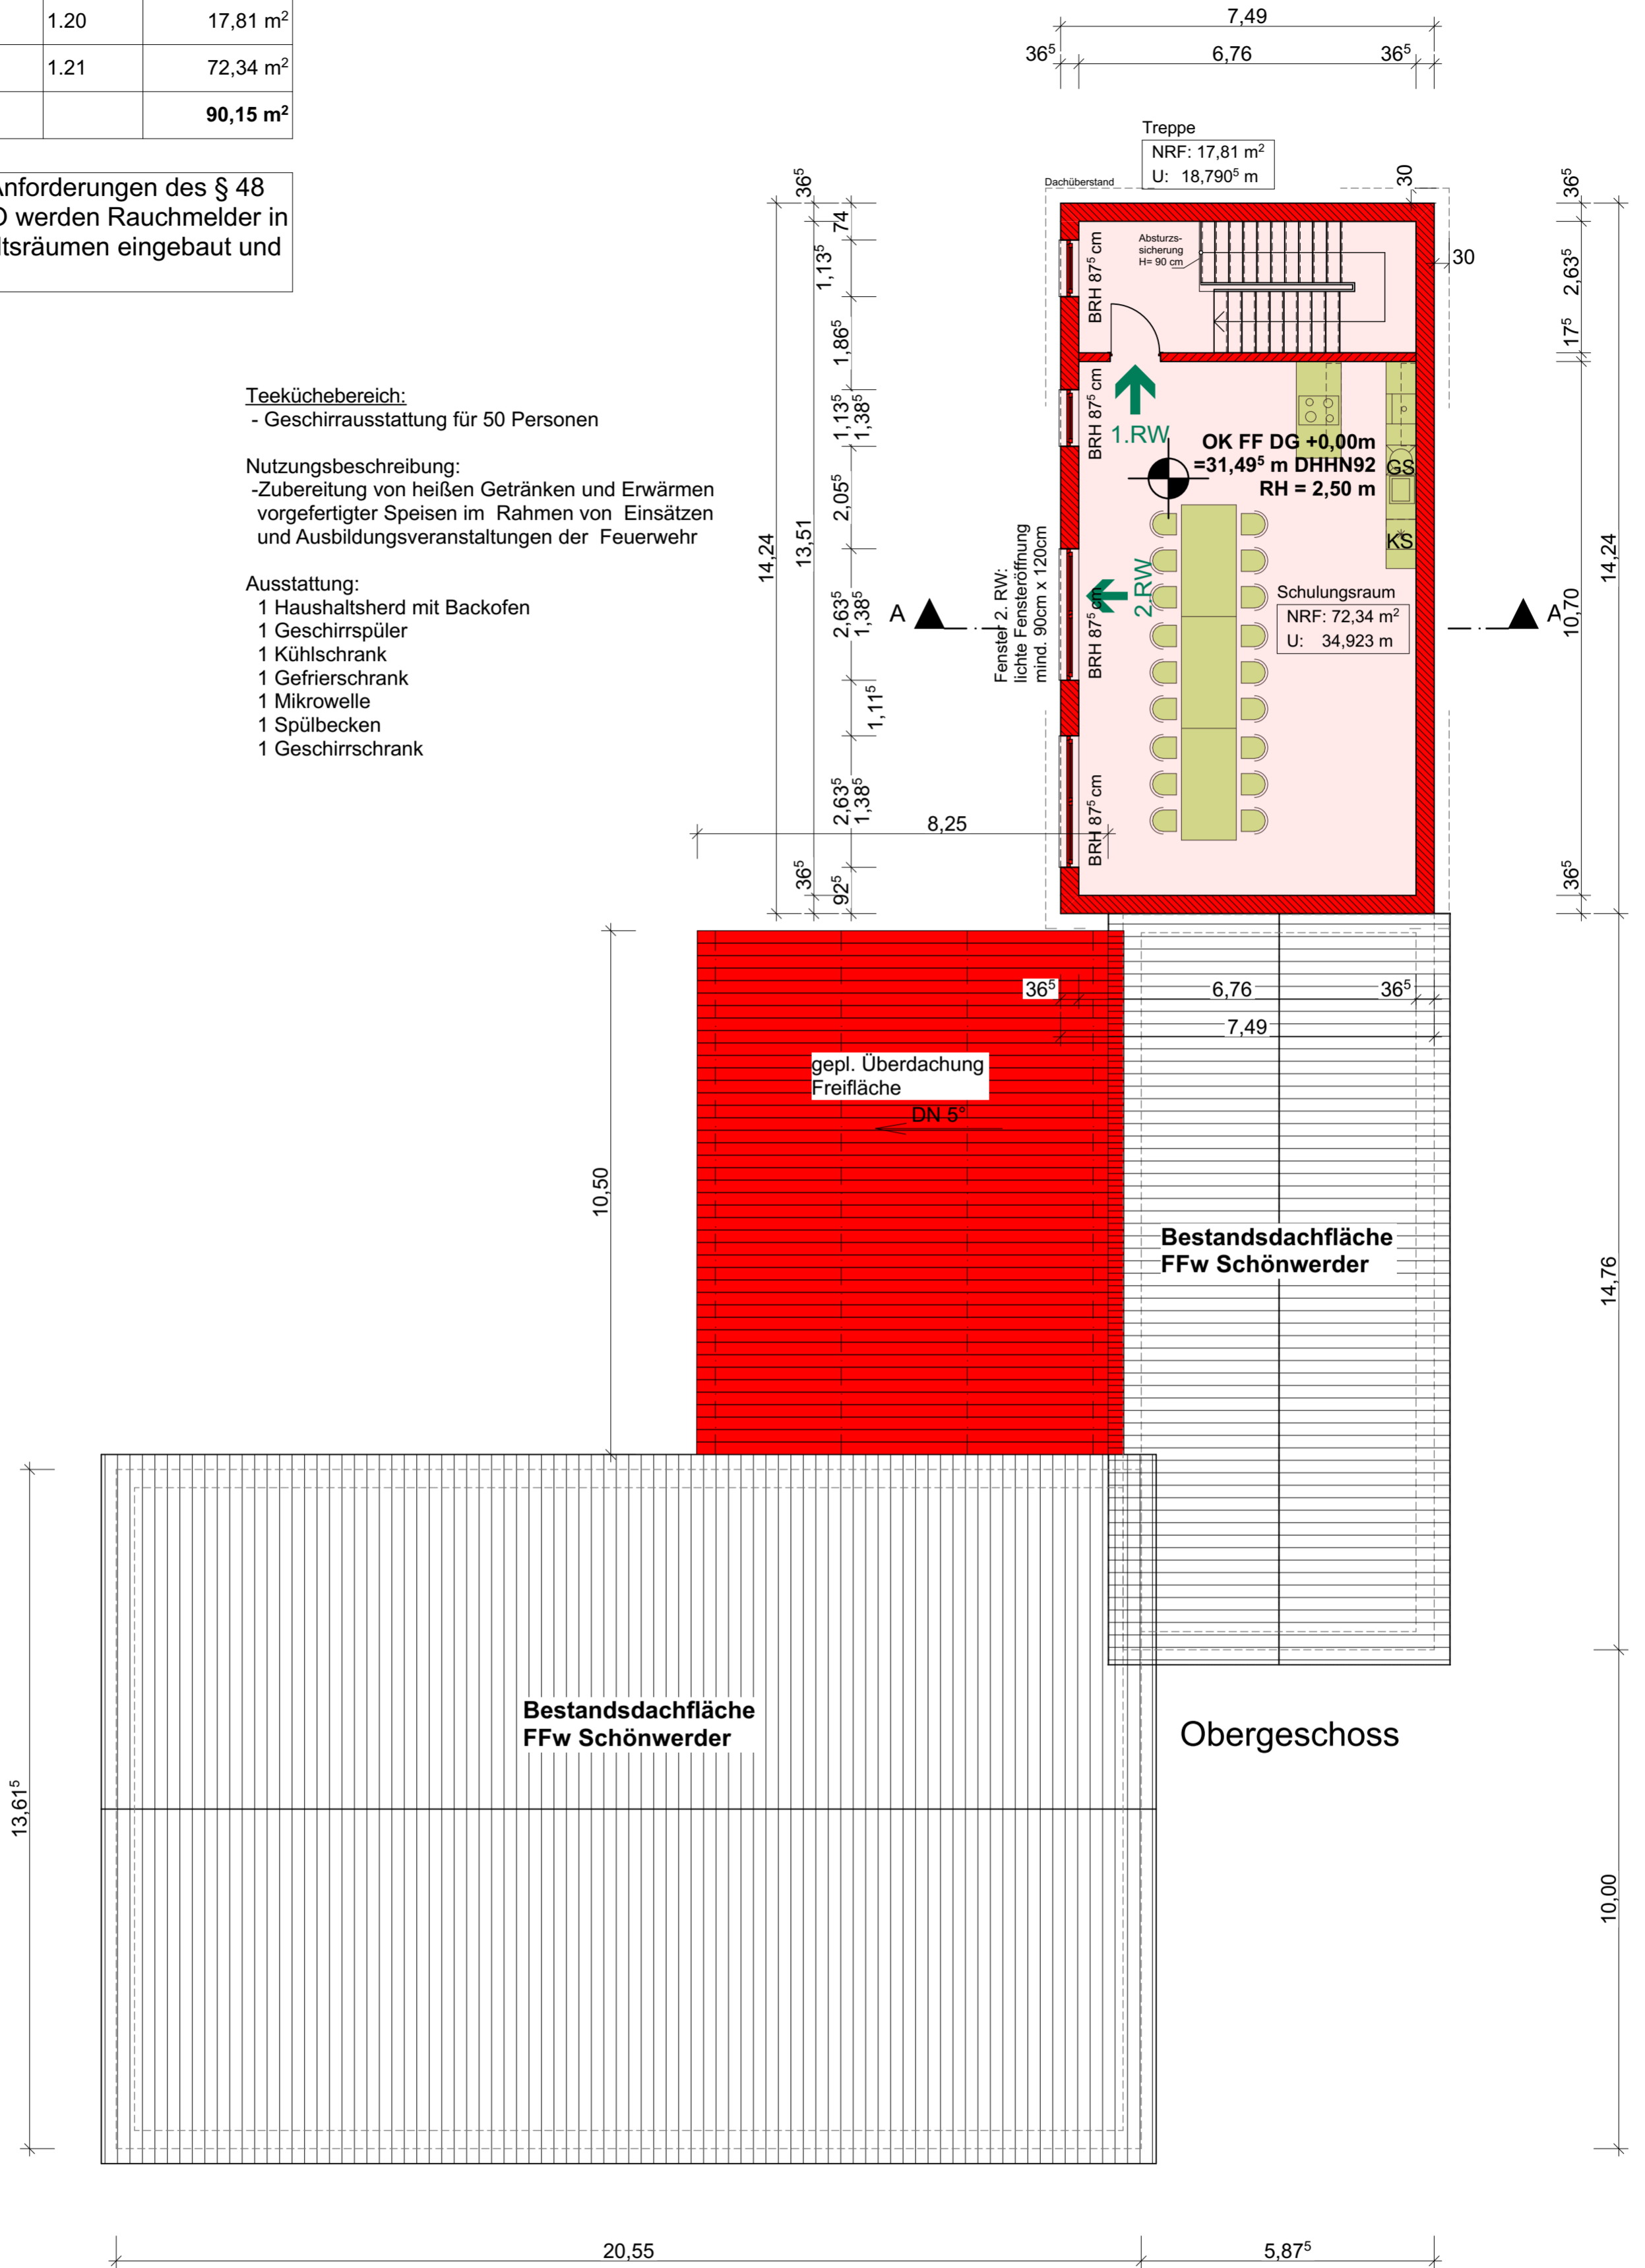 1.20 17,81 m²
1.21 72,34 m²
90,15 m²
Anforderungen des § 48
werden Rauchmelder in
tsräumen eingebaut und
Teeküchebereich:
- Geschirrausstattung für 50 Personen
Nutzungsbeschreibung:
-Zubereitung von heißen Getränken und Erwärmen
vorgefertigter Speisen im Rahmen von Einsätzen
und Ausbildungsveranstaltungen der Feuerwehr
Ausstattung:
1 Haushaltsherd mit Backofen
1 Geschirrspüler
1 Kühlschrank
1 Gefrierschrank
1 Mikrowelle
1 Spülbecken
1 Geschirrschrank
7,49
36⁵ 6,76 36⁵
Treppe
NRF: 17,81 m²
U: 18,790⁵ m
Dachüberstand
30
30
Absturzs-
sicherung
H= 90 cm
BRH 87⁵ cm
BRH 87⁵ cm
BRH 87⁵ cm
BRH 87⁵ cm
1.RW
2.RW
OK FF DG +0,00m
=31,49⁵ m DHHN92
RH = 2,50 m
GS
KS
Schulungsraum
NRF: 72,34 m²
U: 34,923 m
Fenster 2. RW:
lichte Fensteröffnung
mind. 90cm x 120cm
A
A
14,24
36⁵
13,51
36⁵
74
1,13⁵
1,86⁵
1,13⁵
1,38⁵
2,05⁵
2,63⁵
1,38⁵
1,11⁵
2,63⁵
1,38⁵
92⁵
36⁵
2,63⁵
17⁵
10,70
36⁵
14,24
14,76
10,00
8,25
10,50
36⁵ 6,76 36⁵
7,49
gepl. Überdachung
Freifläche
DN 5°
Bestandsdachfläche
FFw Schönwerder
Bestandsdachfläche
FFw Schönwerder
Obergeschoss
13,61⁵
20,55
5,87⁵